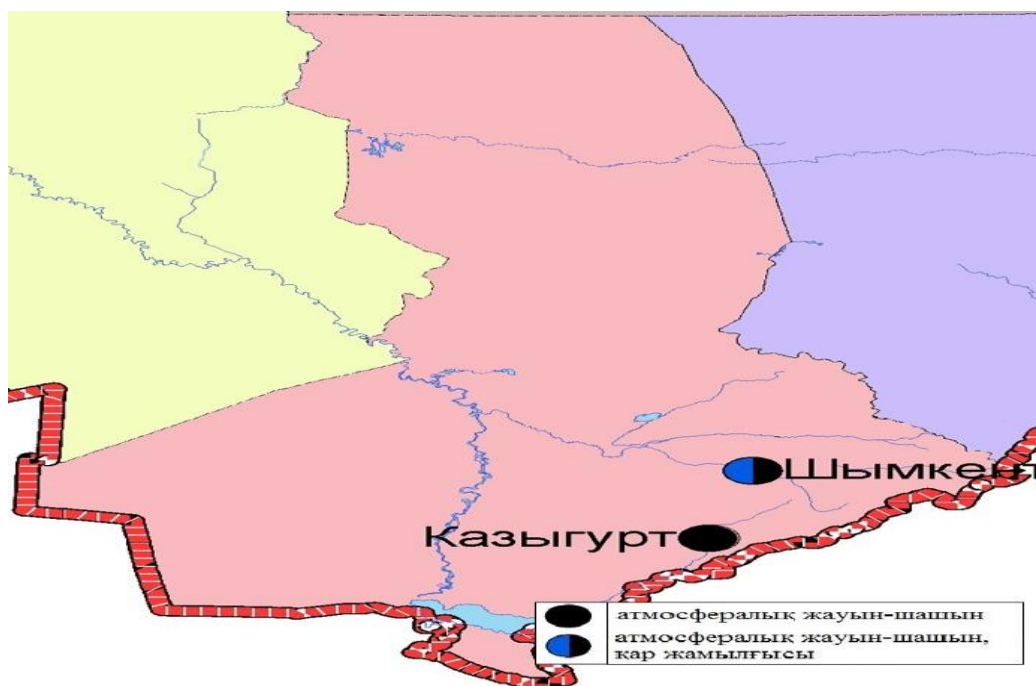 Шымкент
Казыгурт
атмосфералық жауын-шашын
атмосфералық жауын-шашын,
қар жамылғысы